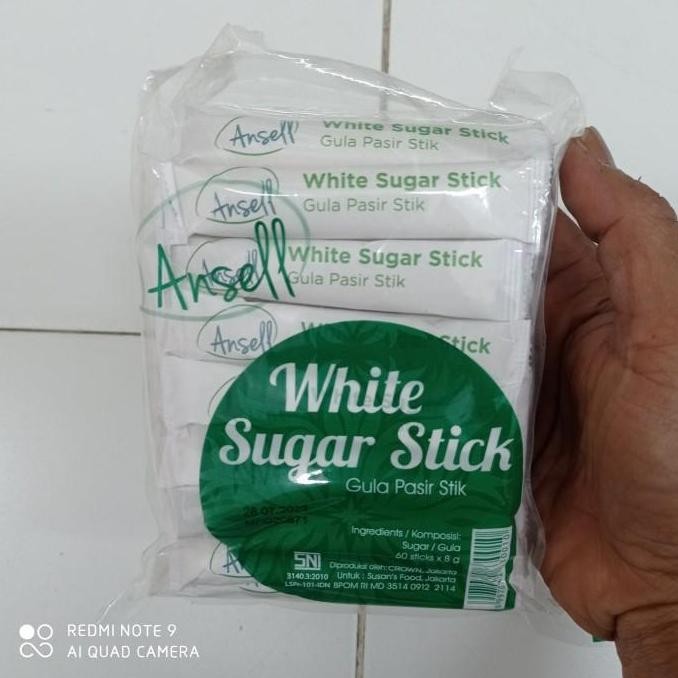 Ansell White Sugar Stick
Gula Pasir Stik
Ansell White Sugar Stick
Gula Pasir Stik
Ansell
White Sugar Stick
Gula Pasir Stik
Ansell Stick
White
Sugar Stick
Gula Pasir Stik
Ingredients / Komposisi:
Sugar / Gula
60 sticks x 8 g
SNI
3140.3:2010
LSPr-101-IDN
Diproduksi oleh: CROWN, Jakarta
Untuk : Susan's Food, Jakarta
BPOM RI MD 3514 0912 2114
REDMI NOTE 9
AI QUAD CAMERA